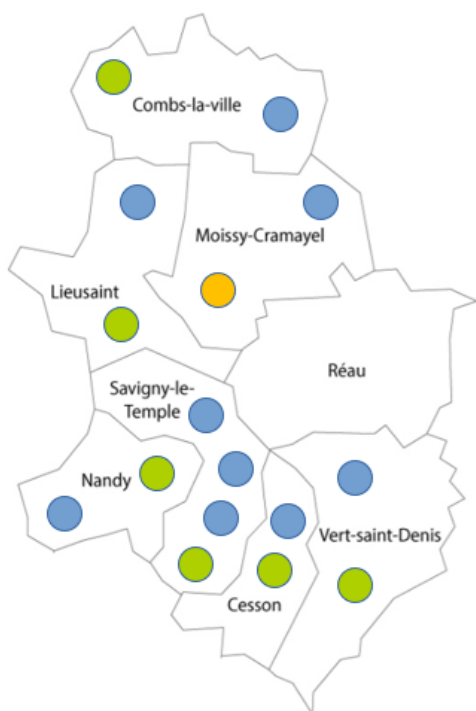 Combs-la-ville
Moissy-Cramayel
Lieusaint
Réau
Savigny-le-
Temple
Nandy
Vert-saint-Denis
Cesson